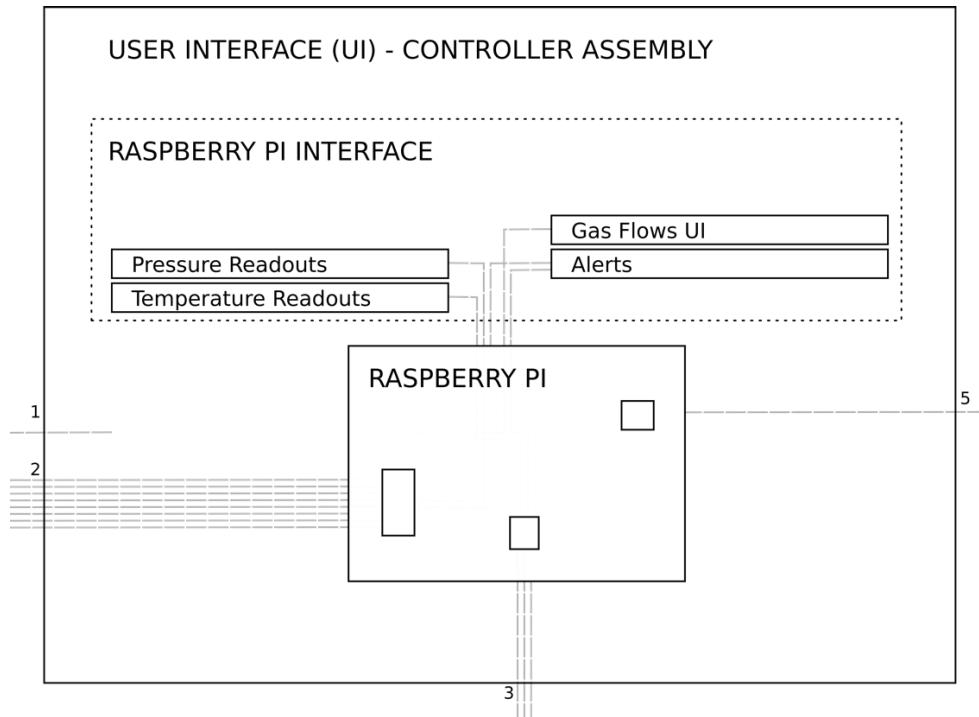 USER INTERFACE (UI) - CONTROLLER ASSEMBLY
RASPBERRY PI INTERFACE
Gas Flows UI
Pressure Readouts
Alerts
Temperature Readouts
RASPBERRY PI
1
5
2
3